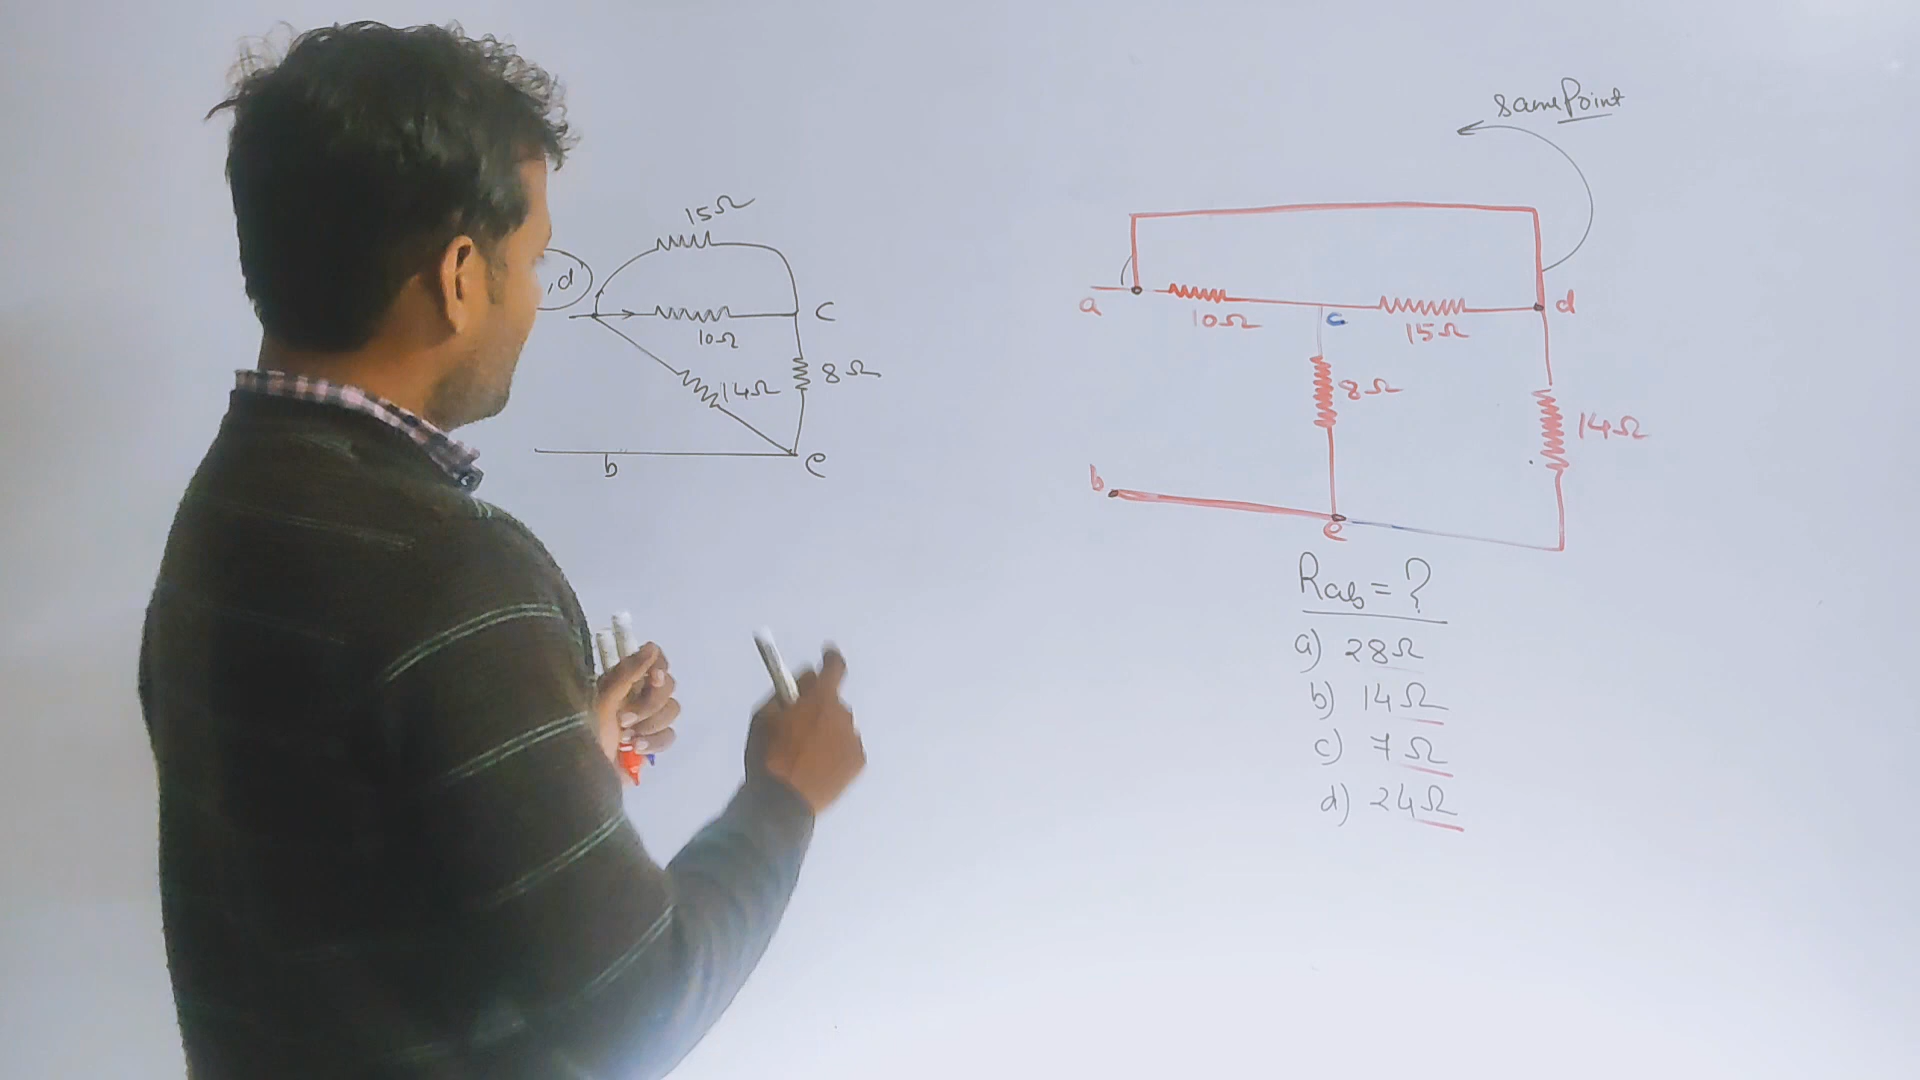 15Ω
,d
10Ω
c
14Ω
8Ω
b
e
same Point
a
10Ω
c
15Ω
d
8Ω
14Ω
b
e
Rab = ?
a) 28Ω
b) 14Ω
c) 7Ω
d) 24Ω